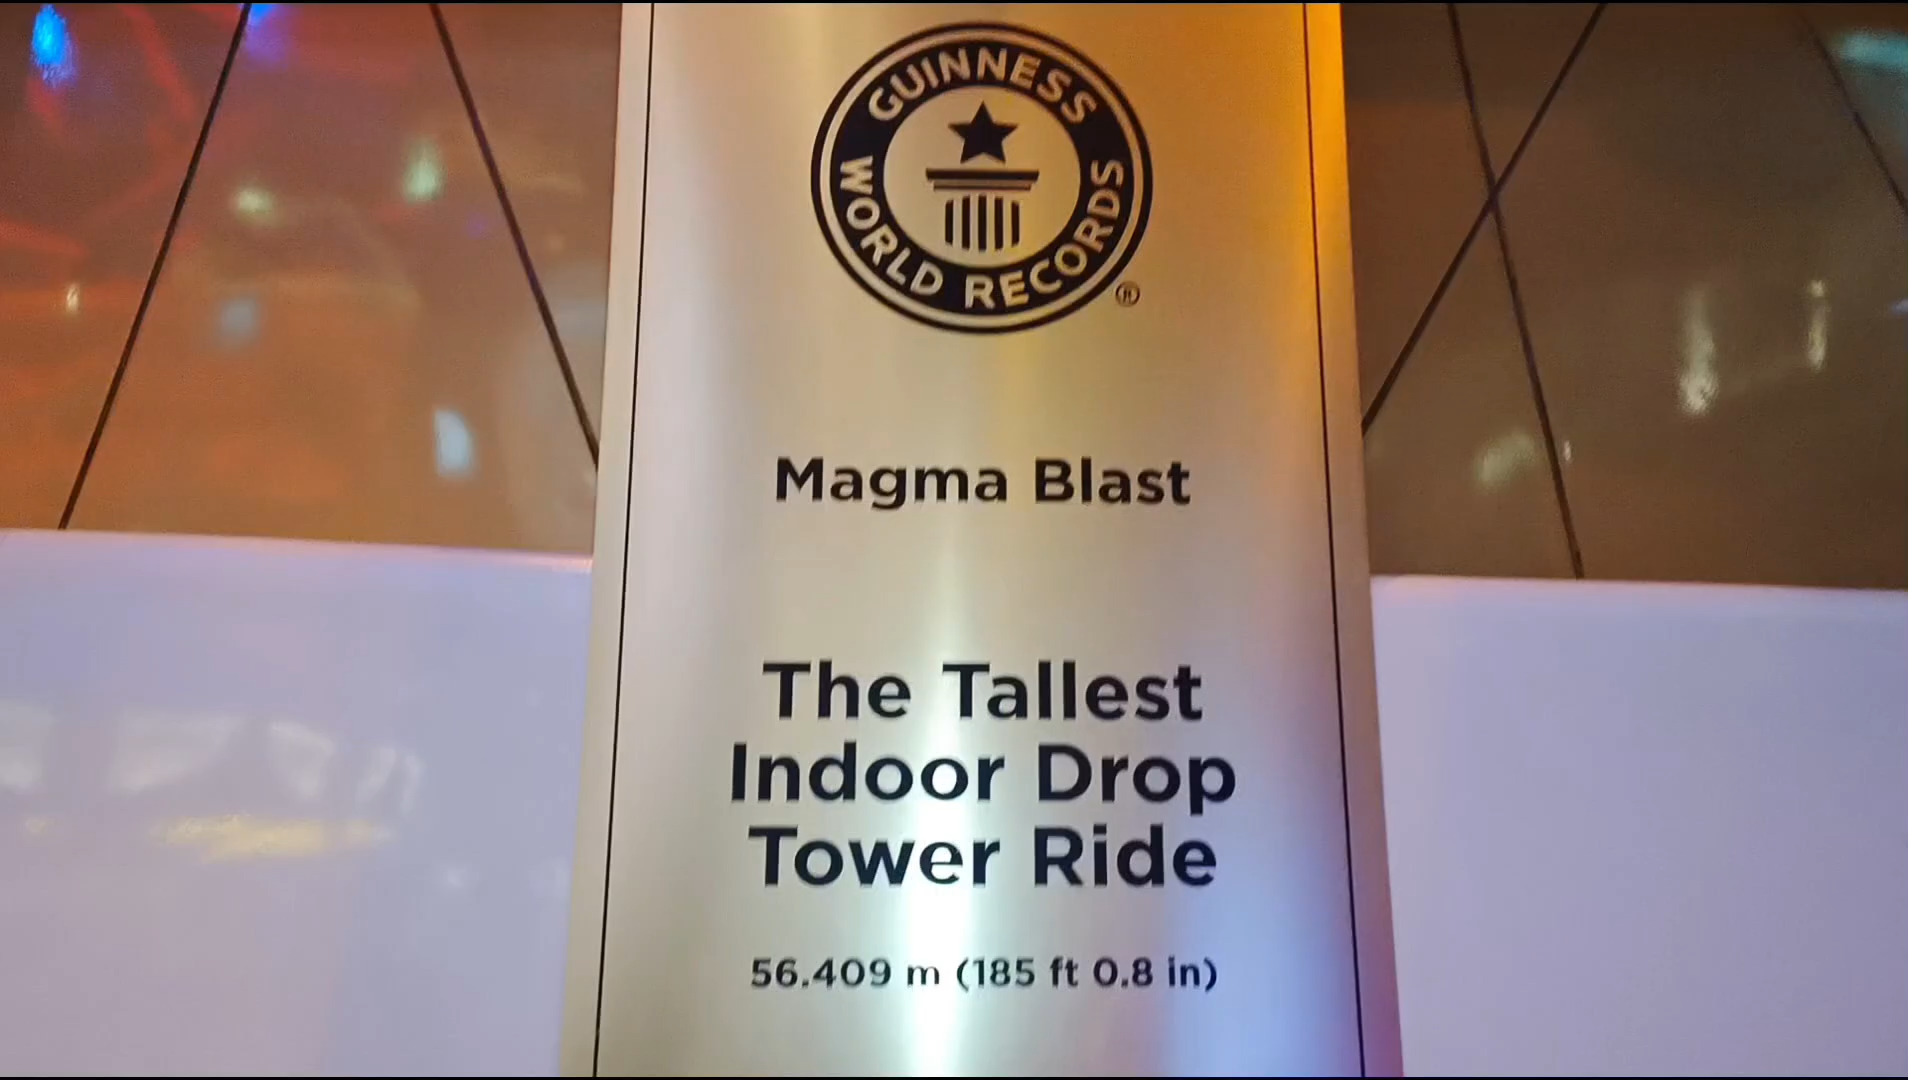 GUINNESS
WORLD RECORDS
®
Magma Blast
The Tallest
Indoor Drop
Tower Ride
56.409 m (185 ft 0.8 in)